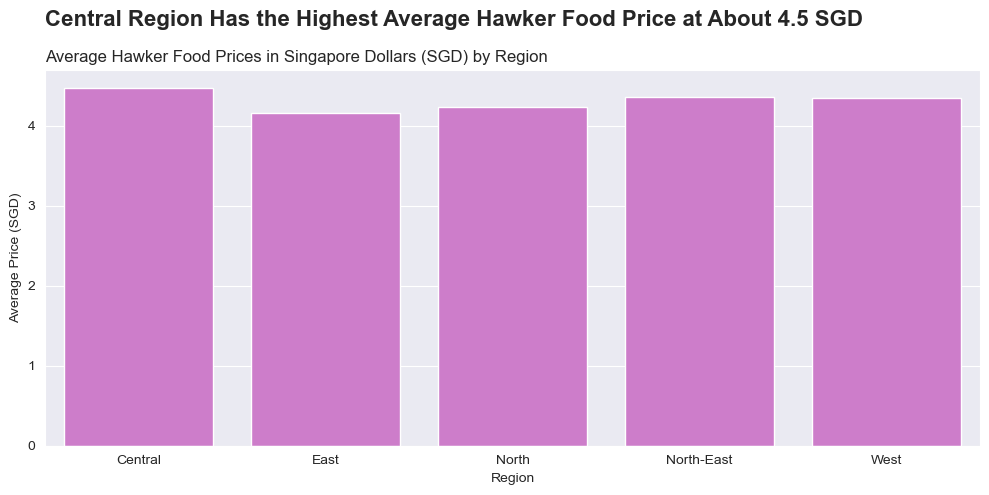 Central Region Has the Highest Average Hawker Food Price at About 4.5 SGD
Average Hawker Food Prices in Singapore Dollars (SGD) by Region
Average Price (SGD)
4
3
2
1
0
Central East North North-East West
Region